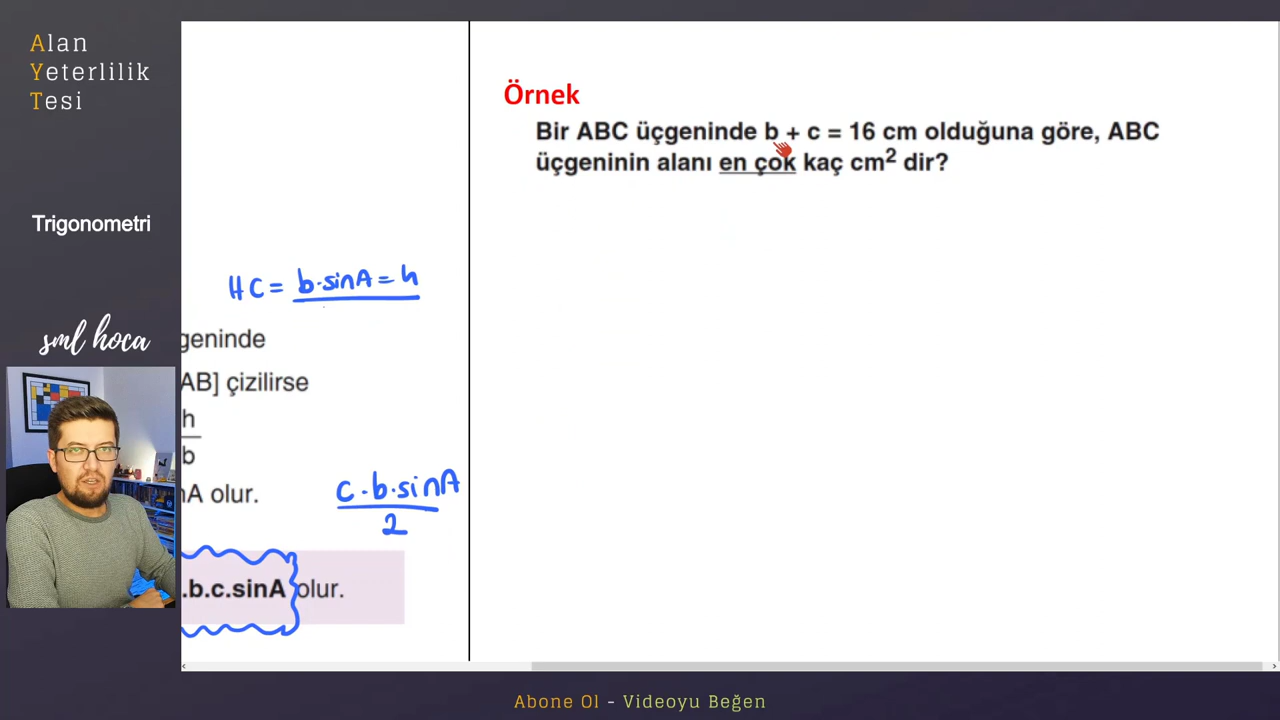 Alan
Yeterlilik
Tesi
Trigonometri
sml hoca
HC = b·sinA = h
geninde
AB] çizilirse
h
b
nA olur.
c·b·sinA
2
.b.c.sinA olur.
Örnek
Bir ABC üçgeninde b + c = 16 cm olduğuna göre, ABC
üçgeninin alanı en çok kaç cm² dir?
Abone Ol - Videoyu Beğen